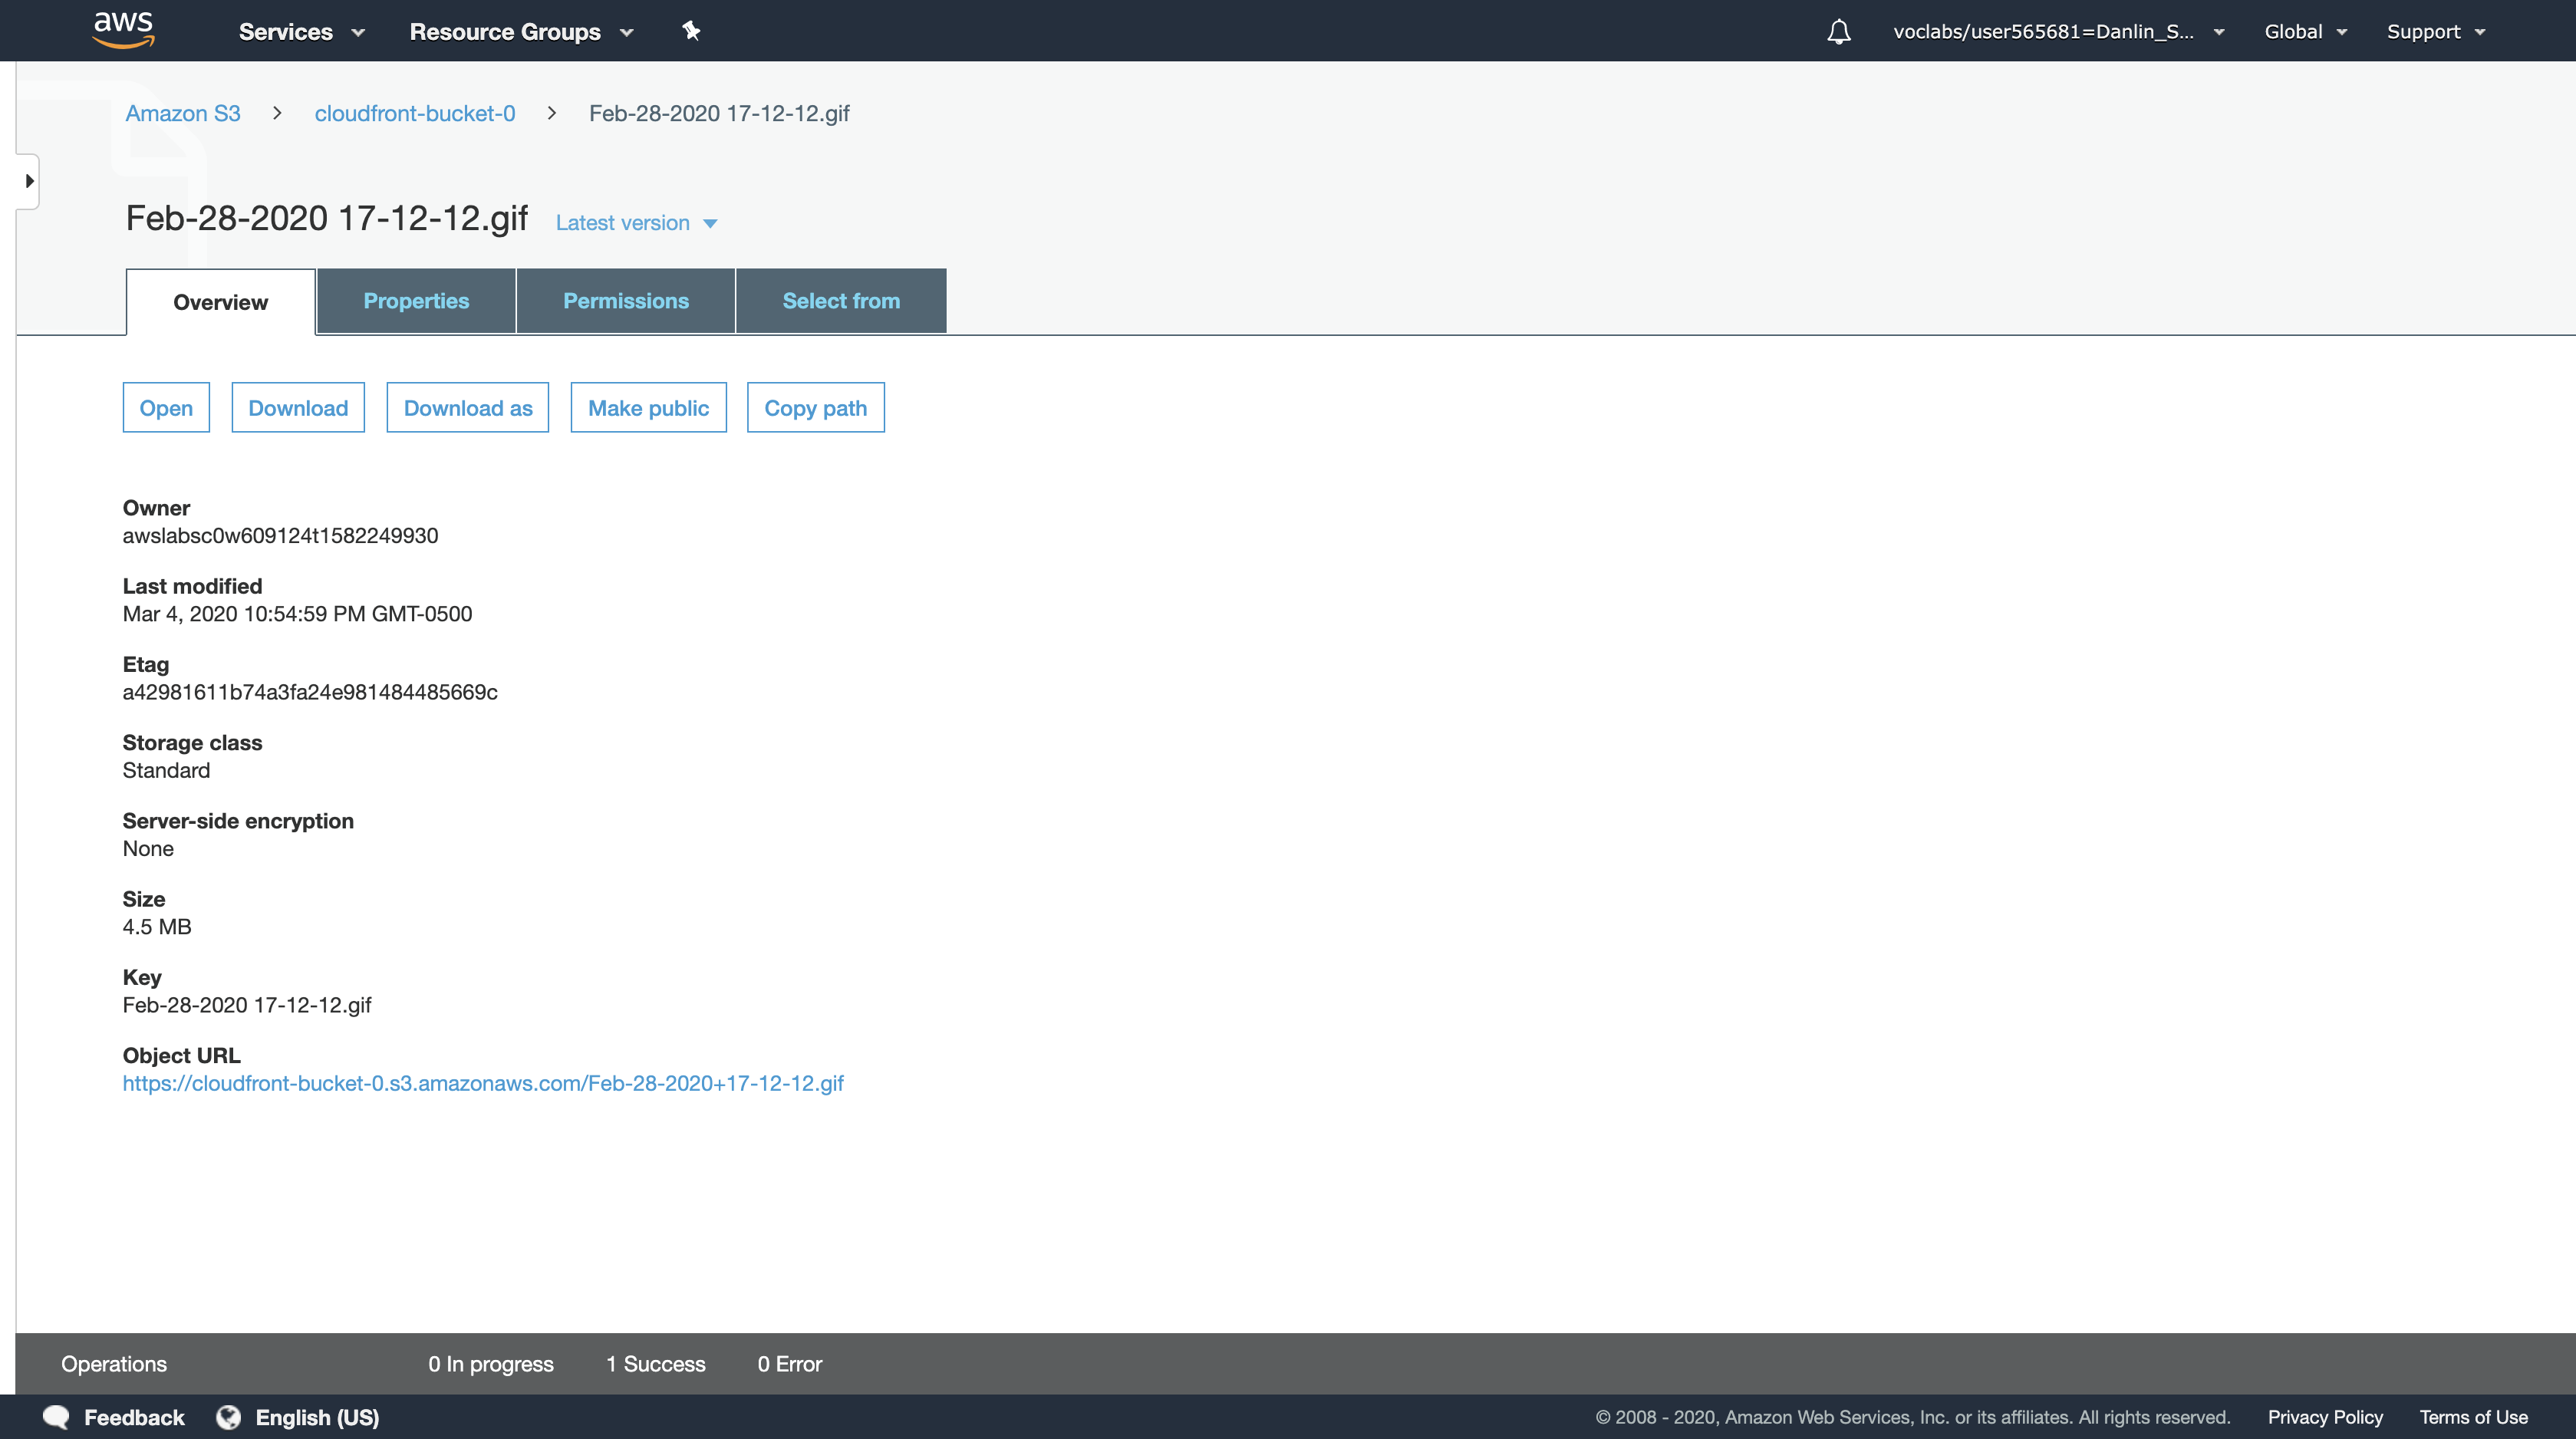 aws Services Resource Groups voclabs/user565681=Danlin_S... Global Support
Amazon S3 > cloudfront-bucket-0 > Feb-28-2020 17-12-12.gif
Feb-28-2020 17-12-12.gif Latest version
Overview Properties Permissions Select from
Open Download Download as Make public Copy path
Owner
awslabsc0w609124t1582249930
Last modified
Mar 4, 2020 10:54:59 PM GMT-0500
Etag
a42981611b74a3fa24e981484485669c
Storage class
Standard
Server-side encryption
None
Size
4.5 MB
Key
Feb-28-2020 17-12-12.gif
Object URL
https://cloudfront-bucket-0.s3.amazonaws.com/Feb-28-2020+17-12-12.gif
Operations 0 In progress 1 Success 0 Error
Feedback English (US) © 2008 - 2020, Amazon Web Services, Inc. or its affiliates. All rights reserved. Privacy Policy Terms of Use